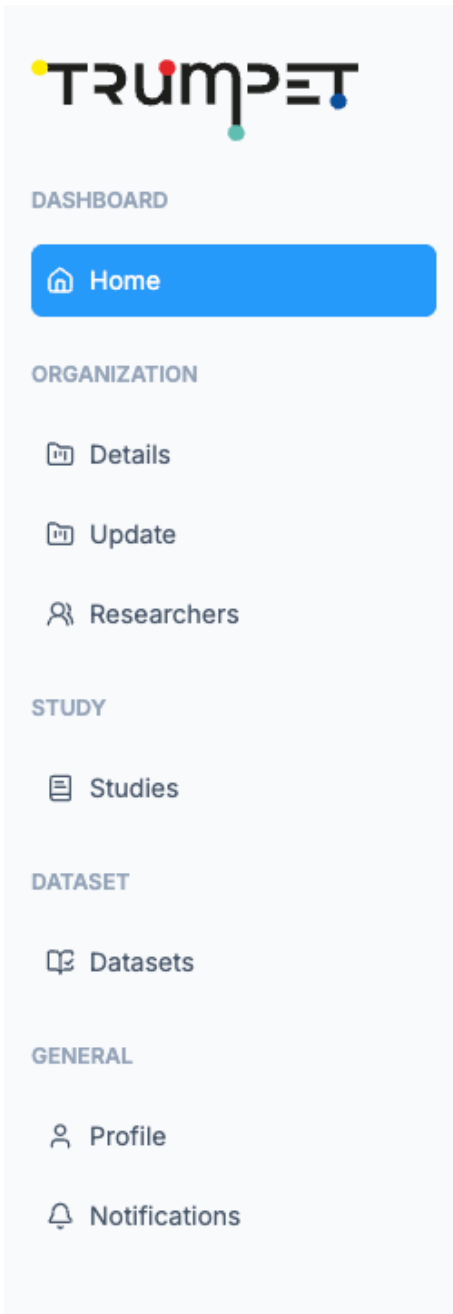 TRUMPET
DASHBOARD
Home
ORGANIZATION
Details
Update
Researchers
STUDY
Studies
DATASET
Datasets
GENERAL
Profile
Notifications